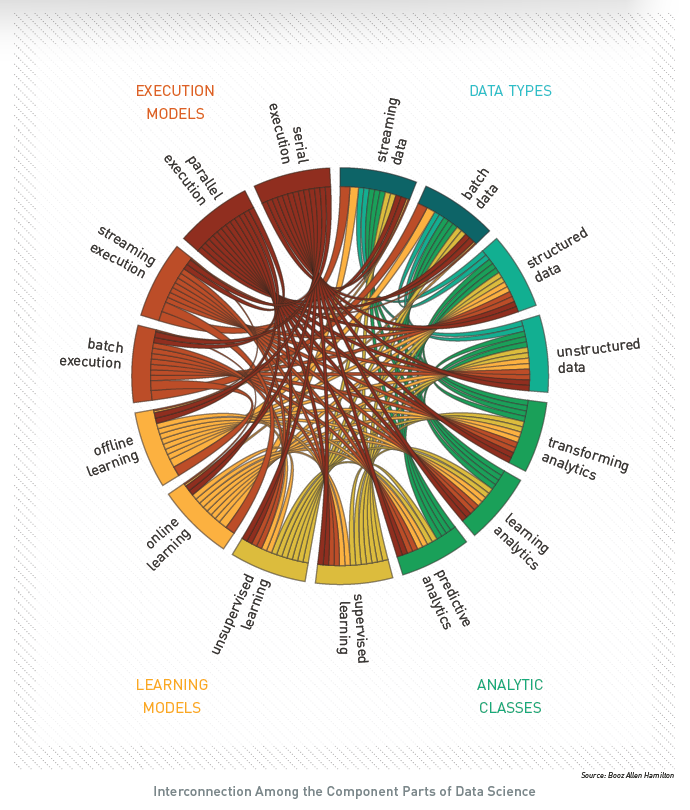 EXECUTION
MODELS
DATA TYPES
serial
execution
streaming
data
batch
data
structured
data
unstructured
data
transforming
analytics
learning
analytics
predictive
analytics
supervised
learning
unsupervised
learning
online
learning
offline
learning
batch
execution
streaming
execution
parallel
execution
LEARNING
MODELS
ANALYTIC
CLASSES
Source: Booz Allen Hamilton
Interconnection Among the Component Parts of Data Science